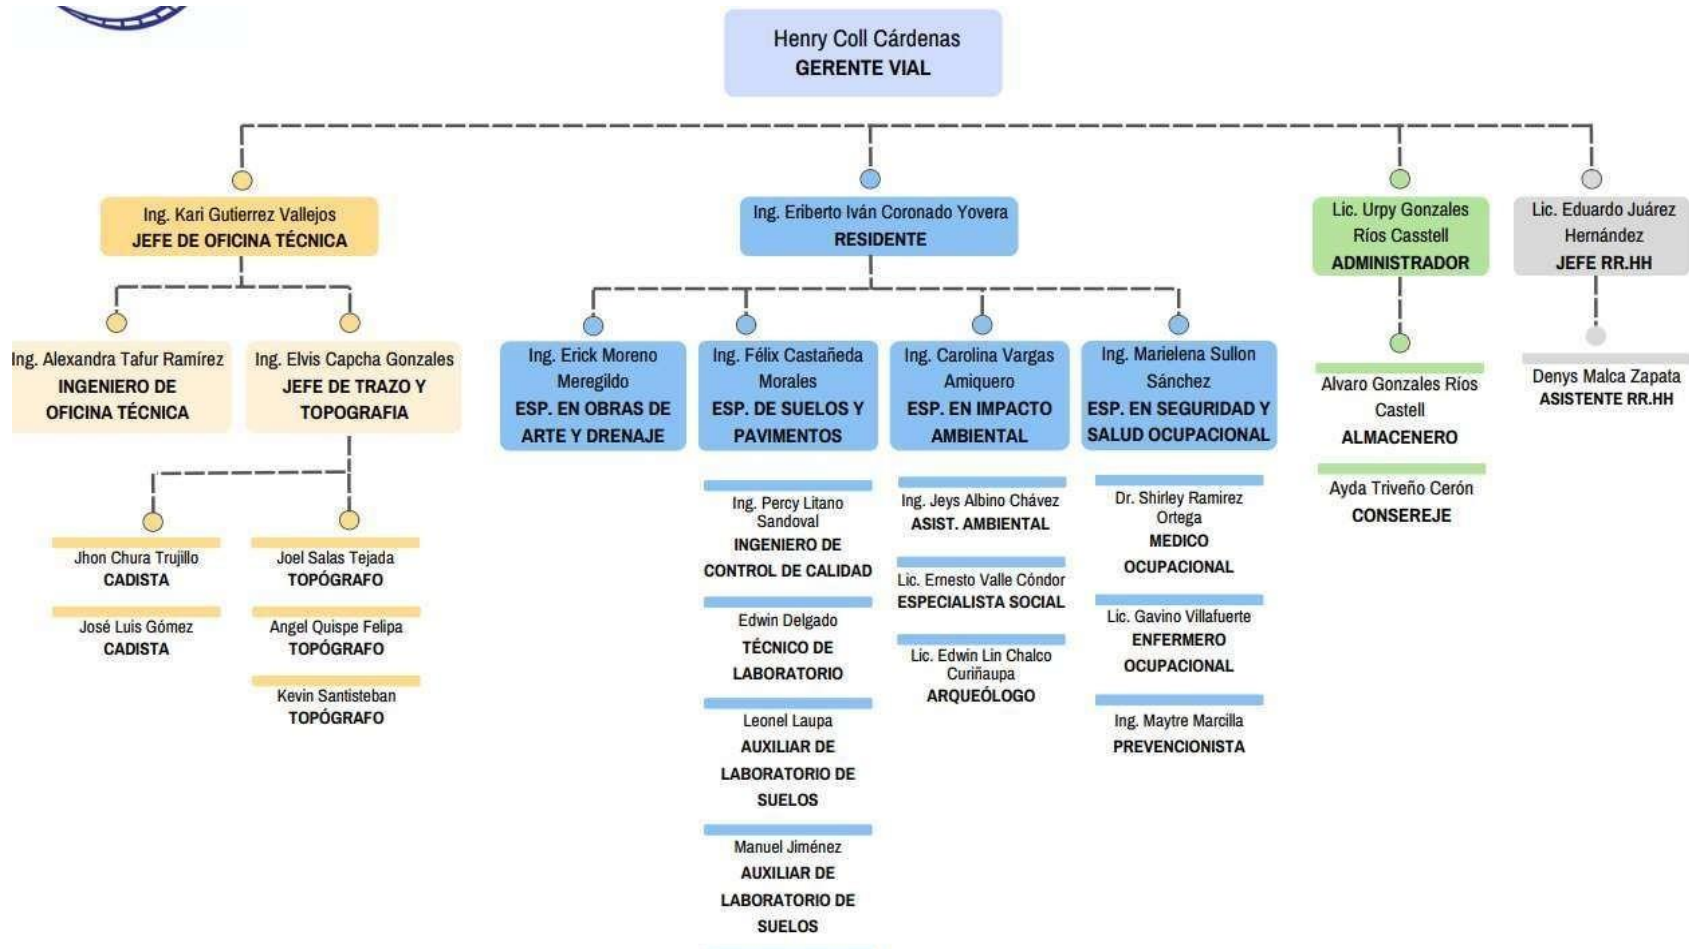 Henry Coll Cárdenas
GERENTE VIAL
Ing. Kari Gutierrez Vallejos
JEFE DE OFICINA TÉCNICA
Ing. Eriberto Iván Coronado Yovera
RESIDENTE
Lic. Urpy Gonzales
Ríos Casstell
ADMINISTRADOR
Lic. Eduardo Juárez
Hernández
JEFE RR.HH
Ing. Alexandra Tafur Ramírez
INGENIERO DE
OFICINA TÉCNICA
Ing. Elvis Capcha Gonzales
JEFE DE TRAZO Y
TOPOGRAFIA
Jhon Chura Trujillo
CADISTA
José Luis Gómez
CADISTA
Joel Salas Tejada
TOPÓGRAFO
Angel Quispe Felipa
TOPÓGRAFO
Kevin Santisteban
TOPÓGRAFO
Ing. Erick Moreno
Meregildo
ESP. EN OBRAS DE
ARTE Y DRENAJE
Ing. Félix Castañeda
Morales
ESP. DE SUELOS Y
PAVIMENTOS
Ing. Percy Litano
Sandoval
INGENIERO DE
CONTROL DE CALIDAD
Edwin Delgado
TÉCNICO DE
LABORATORIO
Leonel Laupa
AUXILIAR DE
LABORATORIO DE
SUELOS
Manuel Jiménez
AUXILIAR DE
LABORATORIO DE
SUELOS
Ing. Carolina Vargas
Amiquero
ESP. EN IMPACTO
AMBIENTAL
Ing. Jeys Albino Chávez
ASIST. AMBIENTAL
Lic. Ernesto Valle Cóndor
ESPECIALISTA SOCIAL
Lic. Edwin Lin Chalco
Curiñaupa
ARQUEÓLOGO
Ing. Marielena Sullon
Sánchez
ESP. EN SEGURIDAD Y
SALUD OCUPACIONAL
Dr. Shirley Ramirez
Ortega
MEDICO
OCUPACIONAL
Lic. Gavino Villafuerte
ENFERMERO
OCUPACIONAL
Ing. Maytre Marcilla
PREVENCIONISTA
Alvaro Gonzales Ríos
Castell
ALMACENERO
Ayda Triveño Cerón
CONSEREJE
Denys Malca Zapata
ASISTENTE RR.HH